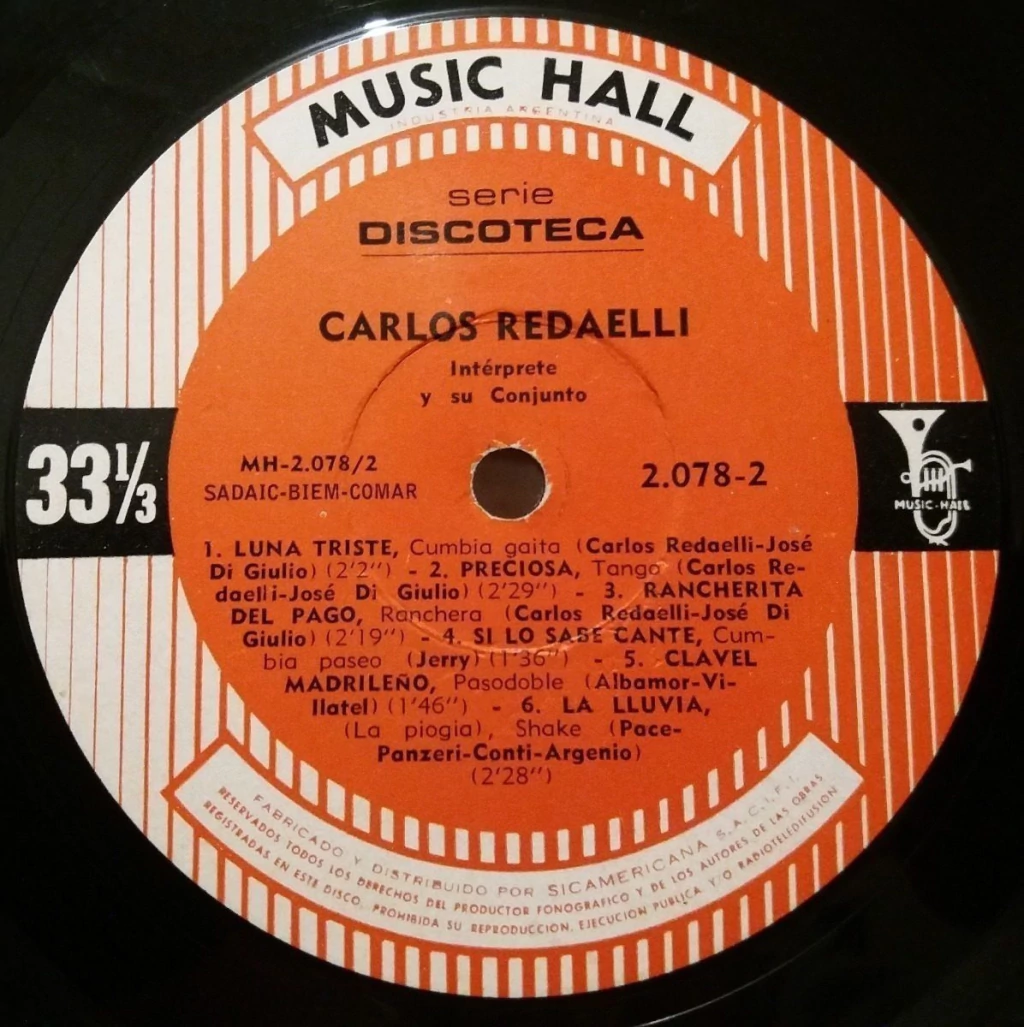 MUSIC HALL
INDUSTRIA ARGENTINA
serie
DISCOTECA
CARLOS REDAELLI
Intérprete
y su Conjunto
33⅓
MH-2.078/2
SADAIC-BIEM-COMAR
2.078-2
MUSIC-HALL
1. LUNA TRISTE, Cumbia gaita (Carlos Redaelli-José
Di Giulio) (2'2") - 2. PRECIOSA, Tango (Carlos Re-
daelli-José Di Giulio) (2'29") - 3. RANCHERITA
DEL PAGO, Ranchera (Carlos Redaelli-José Di
Giulio) (2'19") - 4. SI LO SABE CANTE, Cum-
bia paseo (Jerry) (1'36") - 5. CLAVEL
MADRILEÑO, Pasodoble (Albamor-Vi-
llatel) (1'46") - 6. LA LLUVIA,
(La piogia), Shake (Pace-
Panzeri-Conti-Argenio)
(2'28")
FABRICADO Y DISTRIBUIDO POR SICAMERICANA S.A.C.I.F.I.
RESERVADOS TODOS LOS DERECHOS DEL PRODUCTOR FONOGRAFICO Y DE LOS AUTORES DE LAS OBRAS
REGISTRADAS EN ESTE DISCO. PROHIBIDA SU REPRODUCCION, EJECUCION PUBLICA Y/O RADIOTELEDIFUSION